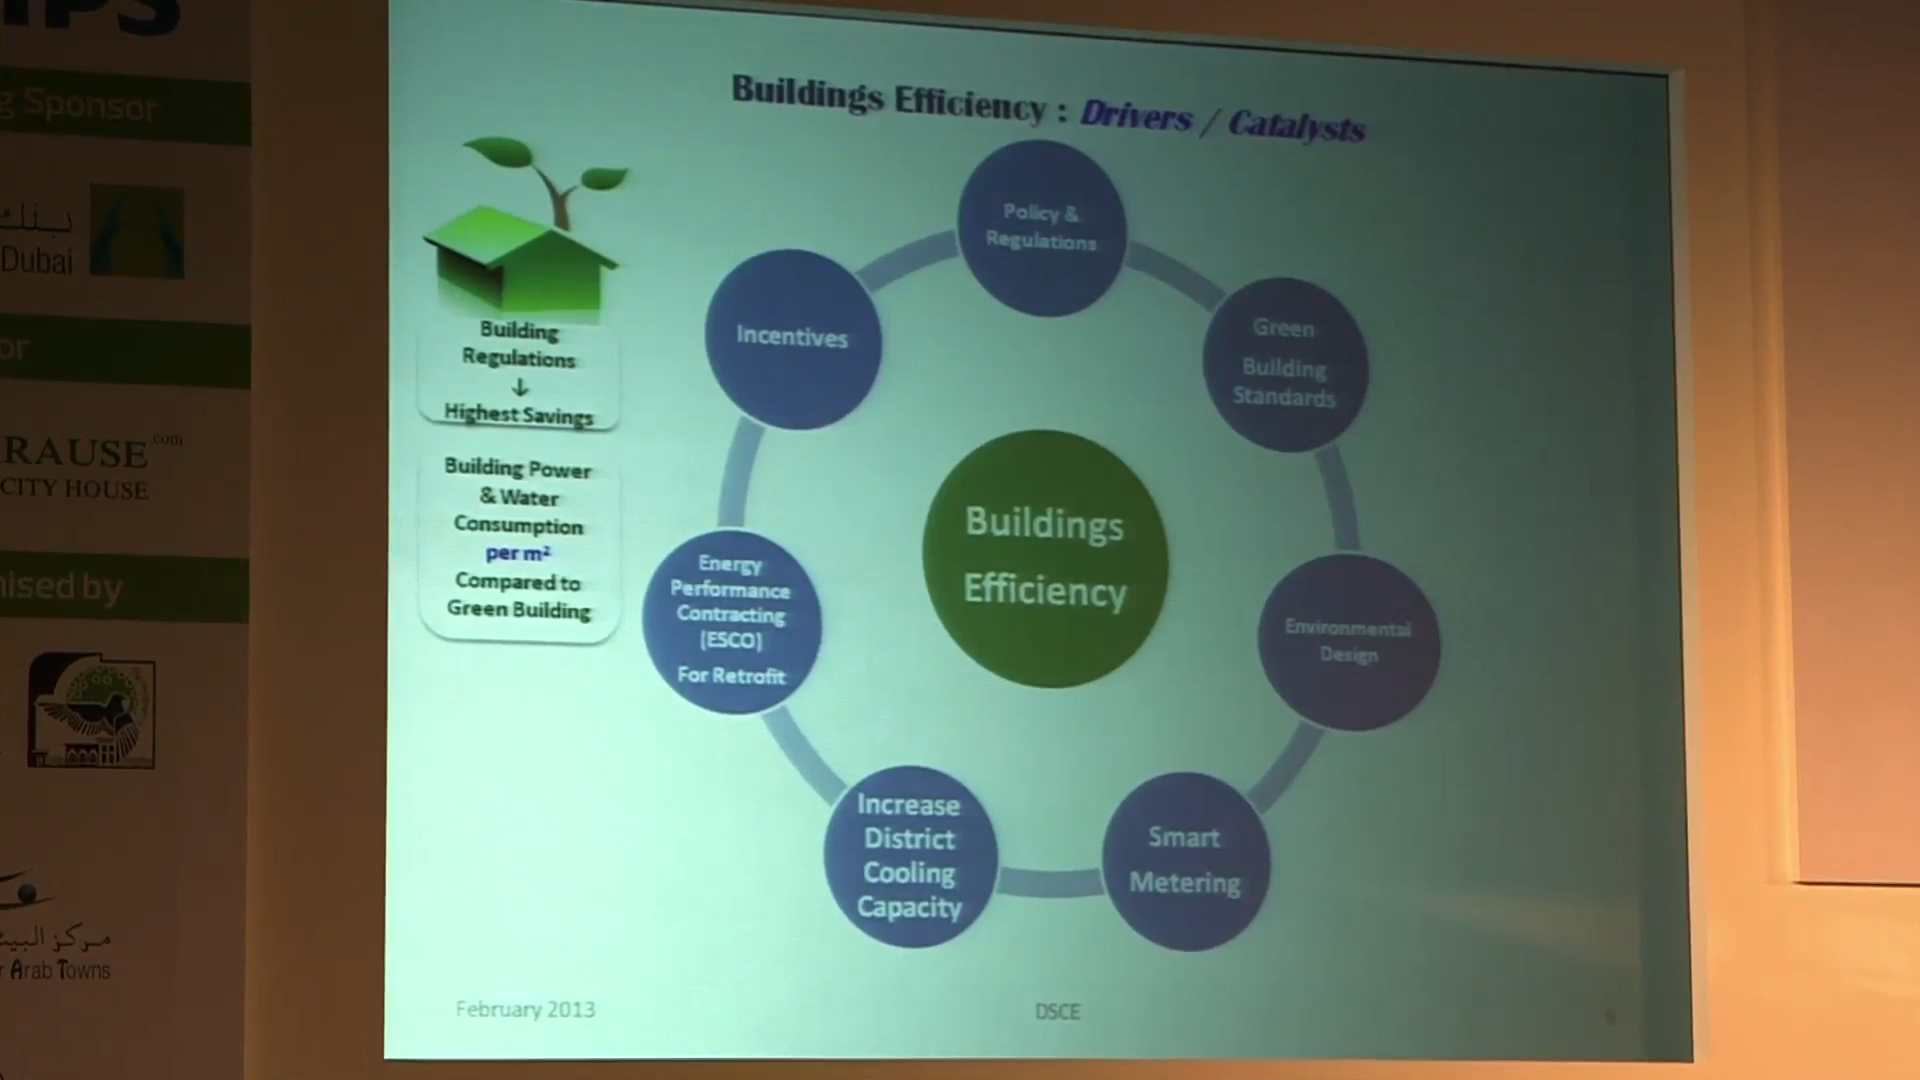 g Sponsor
بنك
Dubai
or
RAUSE.com
CITY HOUSE
nised by
r Arab Towns
Buildings Efficiency : Drivers / Catalysts
Building
Regulations
↓
Highest Savings
Building Power
& Water
Consumption
per m²
Compared to
Green Building
Policy &
Regulations
Green
Building
Standards
Environmental
Design
Smart
Metering
Increase
District
Cooling
Capacity
Energy
Performance
Contracting
(ESCO)
For Retrofit
Incentives
Buildings
Efficiency
February 2013
DSCE